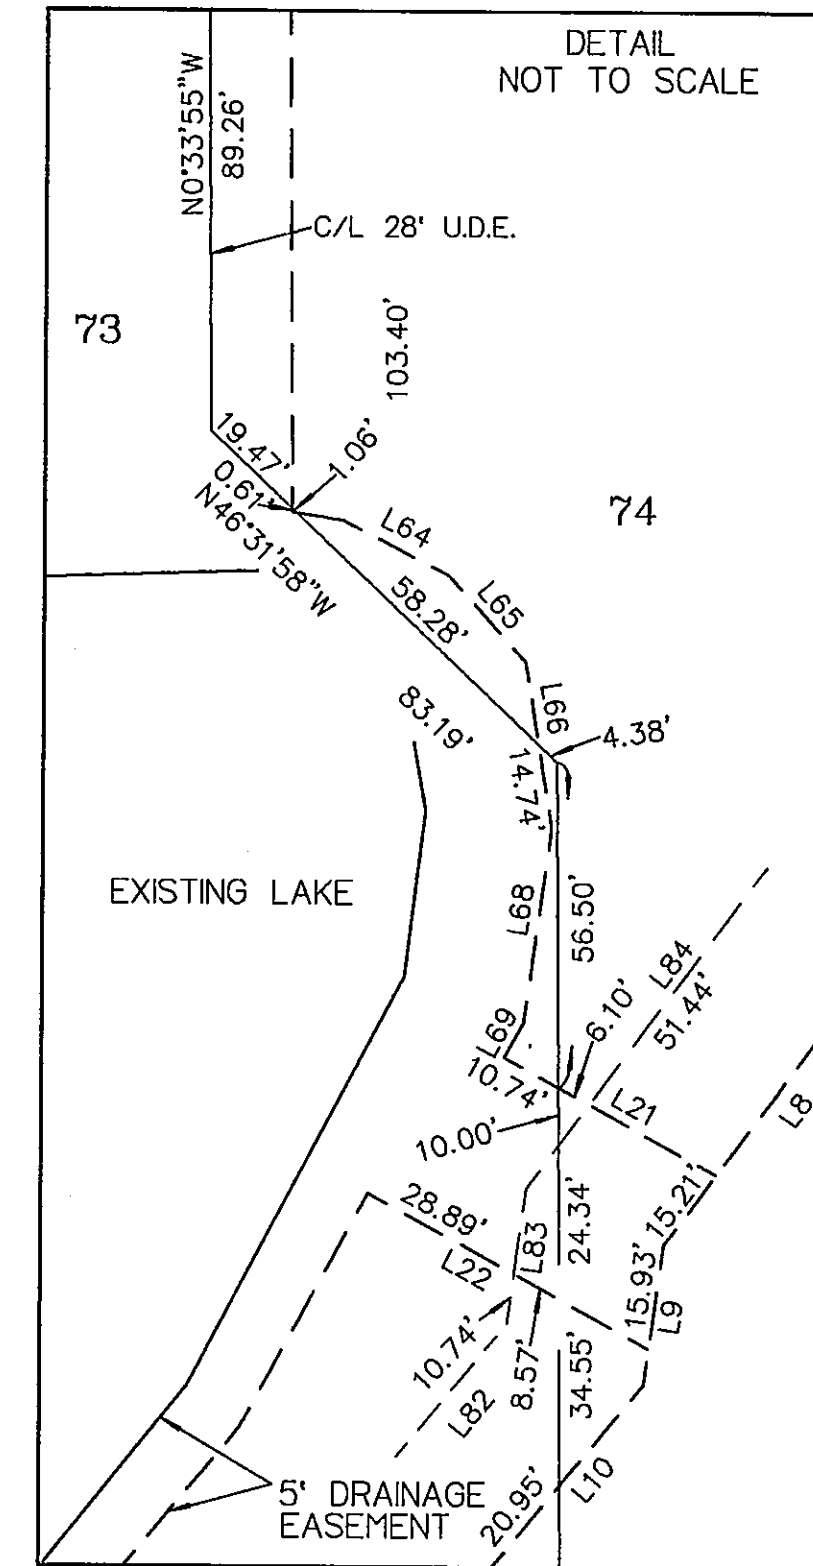 DETAIL
NOT TO SCALE
N0°33'55"W
89.26'
C/L 28' U.D.E.
73
103.40'
19.47'
1.06'
0.61'
N46°31'58"W
74
L64
58.28'
L65
L66
83.19'
4.38'
14.74'
EXISTING LAKE
L68
56.50'
L84
51.44'
6.10'
L69
10.74'
L21
L8
10.00'
28.89'
L22
L83
24.34'
15.21'
15.93'
L9
10.74'
L82
8.57'
34.55'
5' DRAINAGE
EASEMENT
20.95'
L10